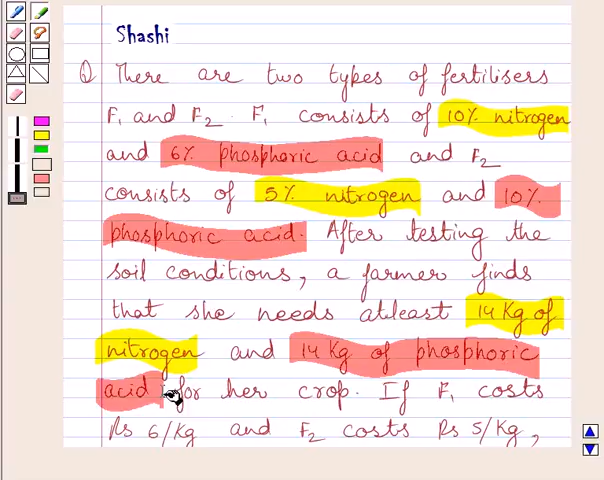 Shashi
Q There are two types of fertilisers
F₁ and F₂. F₁ consists of 10% nitrogen
and 6% phosphoric acid and F₂
consists of 5% nitrogen and 10%
phosphoric acid. After testing the
soil conditions, a farmer finds
that she needs atleast 14 Kg of
nitrogen and 14 Kg of phosphoric
acid for her crop. If F₁ costs
Rs 6/Kg and F₂ costs Rs 5/Kg,